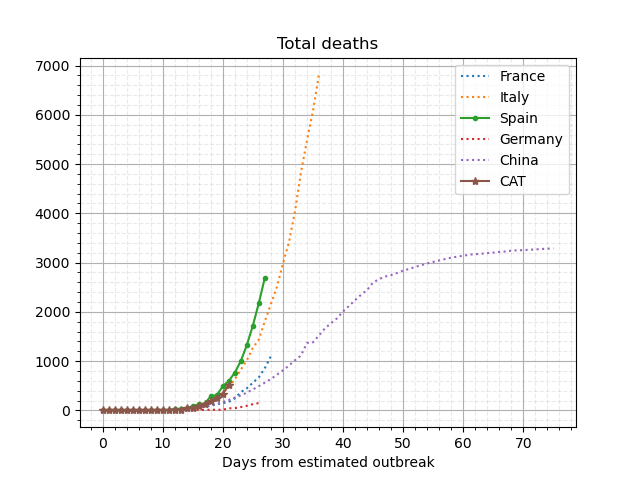 Total deaths
7000
6000
5000
4000
3000
2000
1000
0
France
Italy
Spain
Germany
China
CAT
0 10 20 30 40 50 60 70
Days from estimated outbreak